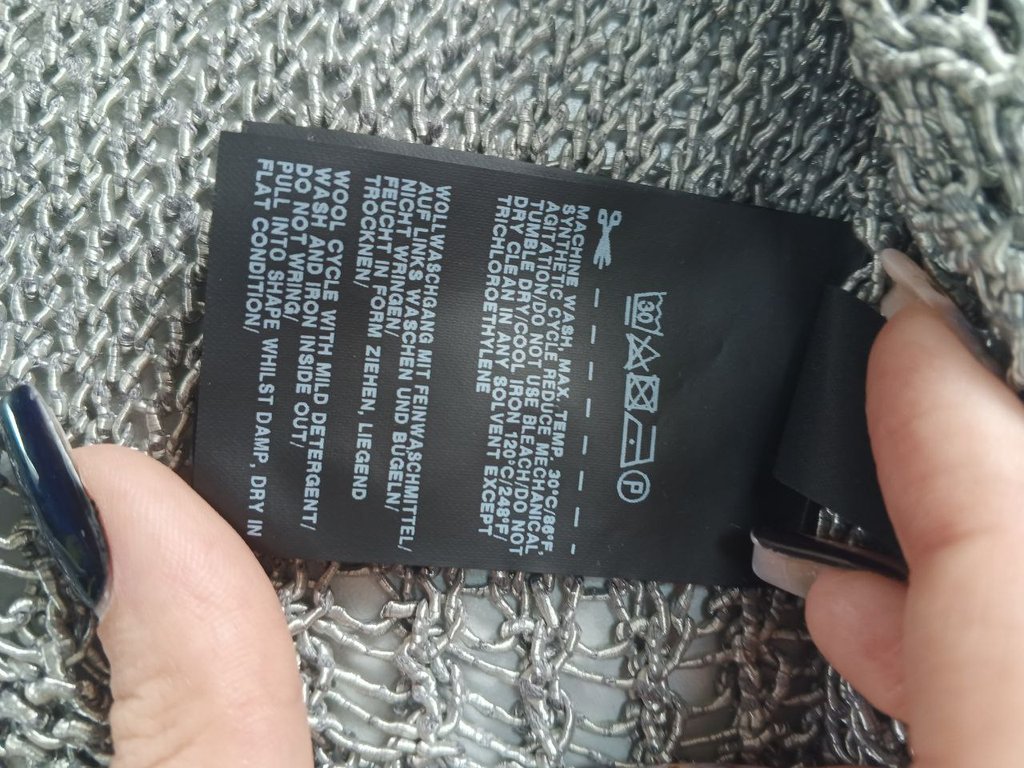 30
P
MACHINE WASH, MAX. TEMP. 30°C/86°F,
SYNTHETIC CYCLE,REDUCE MECHANICAL
AGITATION/DO NOT USE BLEACH/DO NOT
TUMBLE DRY/COOL IRON 120°C/248°F/
DRY CLEAN IN ANY SOLVENT EXCEPT
TRICHLOROETHYLENE
WOLLWASCHGANG MIT FEINWASCHMITTEL/
AUF LINKS WASCHEN UND BÜGELN/
NICHT WRINGEN/
FEUCHT IN FORM ZIEHEN, LIEGEND
TROCKNEN/
WOOL CYCLE WITH MILD DETERGENT/
WASH AND IRON INSIDE OUT/
DO NOT WRING/
PULL INTO SHAPE WHILST DAMP, DRY IN
FLAT CONDITION/